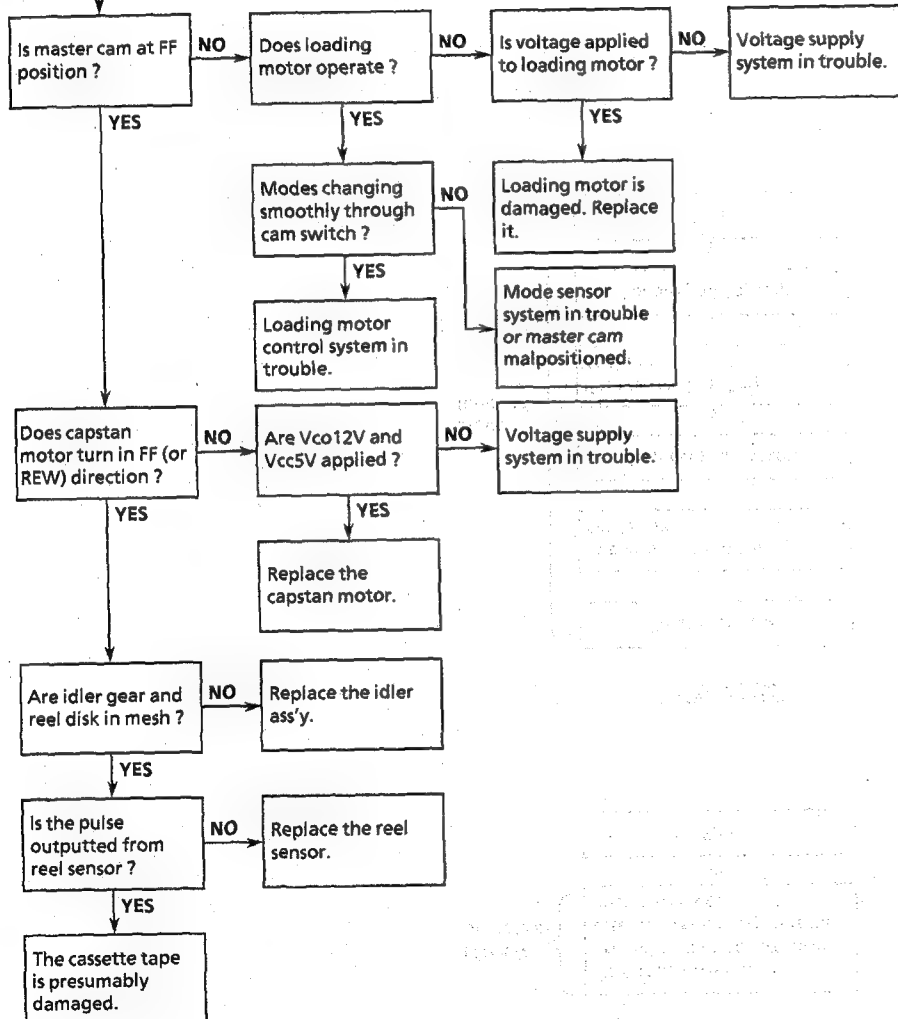 Is master cam at FF
position ?
NO
Does loading
motor operate ?
NO
Is voltage applied
to loading motor ?
NO
Voltage supply
system in trouble.
YES
YES
YES
Modes changing
smoothly through
cam switch ?
NO
Loading motor is
damaged. Replace
it.
YES
Loading motor
control system in
trouble.
Mode sensor
system in trouble
or master cam
malpositioned.
Does capstan
motor turn in FF (or
REW) direction ?
NO
Are Vco12V and
Vcc5V applied ?
NO
Voltage supply
system in trouble.
YES
YES
Replace the
capstan motor.
Are idler gear and
reel disk in mesh ?
NO
Replace the idler
ass'y.
YES
Is the pulse
outputted from
reel sensor ?
NO
Replace the reel
sensor.
YES
The cassette tape
is presumably
damaged.